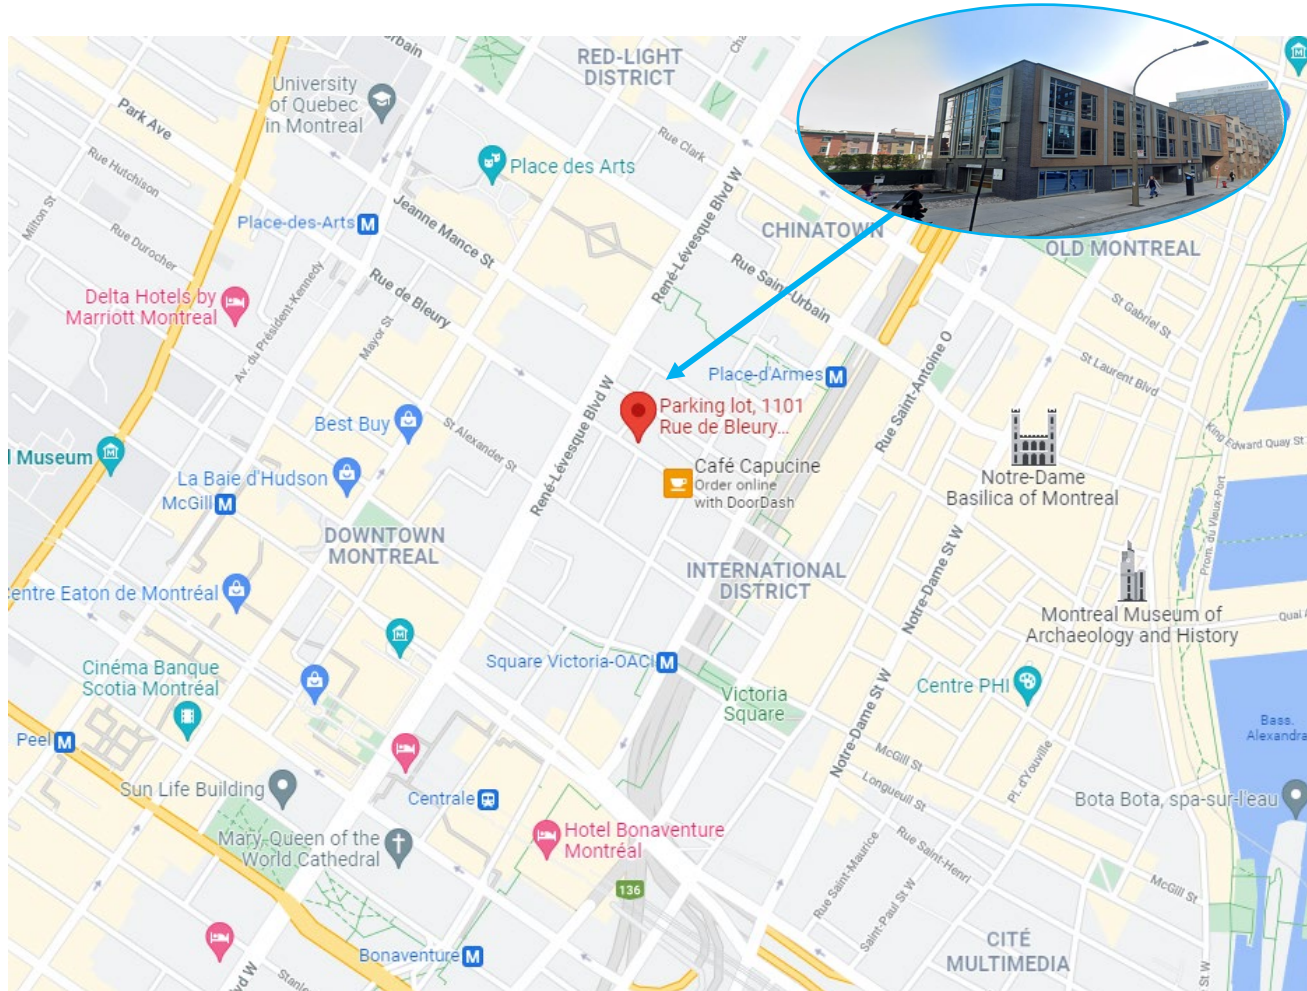 RED-LIGHT
DISTRICT
University
of Quebec
in Montreal
Park Ave
Rue Hutchison
Milton St
Rue Durocher
Place des Arts
Rue Clark
Place-des-Arts
Jeanne Mance St
René-Lévesque Blvd W
CHINATOWN
OLD MONTREAL
Rue Saint-Urbain
Rue de Bleury
Delta Hotels by
Marriott Montreal
Av. du Président-Kennedy
Mayor St
St Gabriel St
St Laurent Blvd
Place-d'Armes
Rue Saint-Antoine O
Parking lot, 1101
Rue de Bleury...
René-Lévesque Blvd W
Best Buy
St Alexander St
King Edward Quay St
Museum
La Baie d'Hudson
McGill
Café Capucine
Order online
with DoorDash
Notre-Dame
Basilica of Montreal
Prom. du Vieux-Port
DOWNTOWN
MONTREAL
INTERNATIONAL
DISTRICT
Notre-Dame St W
entre Eaton de Montréal
Montreal Museum of
Archaeology and History
Quai
Cinéma Banque
Scotia Montréal
Square Victoria-OACI
Victoria
Square
Centre PHI
Notre-Dame St W
Bass.
Alexandra
Peel
McGill St
Pl. d'Youville
Longueuil St
Sun Life Building
Centrale
Bota Bota, spa-sur-l'eau
Mary, Queen of the
World Cathedral
Hotel Bonaventure
Montréal
Rue Saint-Henri
Rue Saint-Maurice
136
McGill St
Saint-Paul St W
Bonaventure
CITÉ
MULTIMEDIA
Blvd W
St W